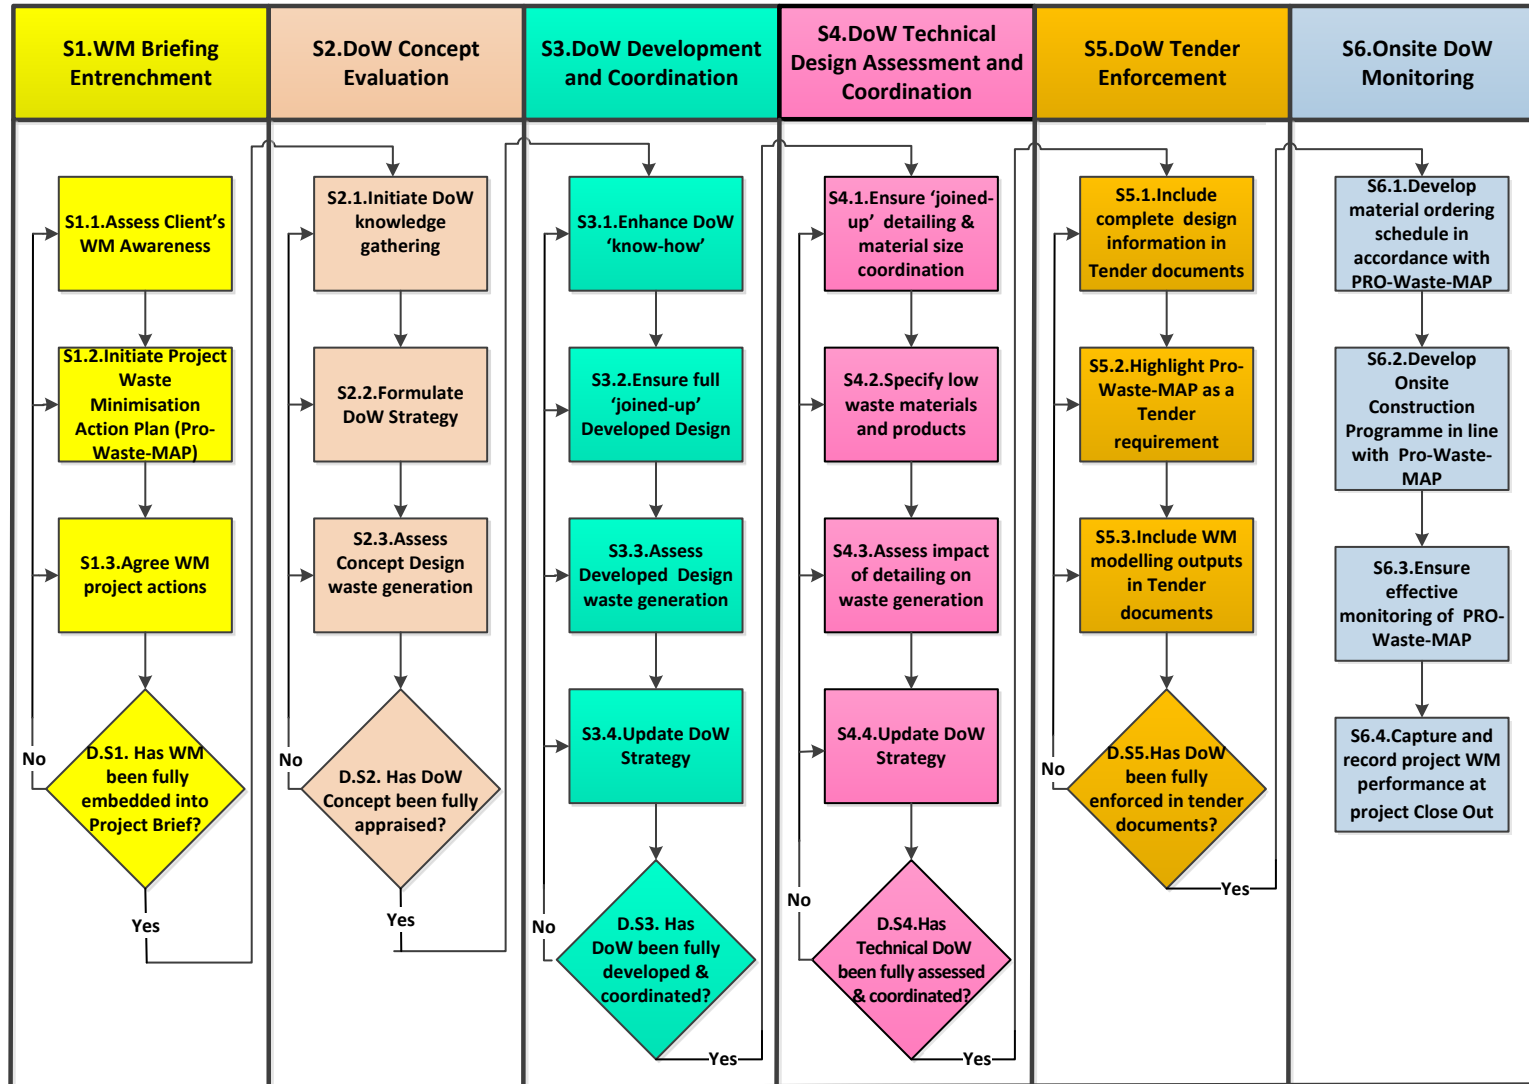 S1.WM Briefing
Entrenchment
S2.DoW Concept
Evaluation
S3.DoW Development
and Coordination
S4.DoW Technical
Design Assessment and
Coordination
S5.DoW Tender
Enforcement
S6.Onsite DoW
Monitoring
S1.1.Assess Client's
WM Awareness
S1.2.Initiate Project
Waste
Minimisation
Action Plan (Pro-
Waste-MAP)
S1.3.Agree WM
project actions
No
D.S1. Has WM
been fully
embedded into
Project Brief?
Yes
S2.1.Initiate DoW
knowledge
gathering
S2.2.Formulate
DoW Strategy
S2.3.Assess
Concept Design
waste generation
No
D.S2. Has DoW
Concept been fully
appraised?
Yes
S3.1.Enhance DoW
‘know-how’
S3.2.Ensure full
‘joined-up’
Developed Design
S3.3.Assess
Developed Design
waste generation
S3.4.Update DoW
Strategy
No
D.S3. Has
DoW been fully
developed &
coordinated?
Yes
S4.1.Ensure ‘joined-
up’ detailing &
material size
coordination
S4.2.Specify low
waste materials
and products
S4.3.Assess impact
of detailing on
waste generation
S4.4.Update DoW
Strategy
No
D.S4.Has
Technical DoW
been fully assessed
& coordinated?
Yes
S5.1.Include
complete design
information in
Tender documents
S5.2.Highlight Pro-
Waste-MAP as a
Tender
requirement
S5.3.Include WM
modelling outputs
in Tender
documents
No
D.S5.Has DoW
been fully
enforced in tender
documents?
Yes
S6.1.Develop
material ordering
schedule in
accordance with
PRO-Waste-MAP
S6.2.Develop
Onsite
Construction
Programme in line
with Pro-Waste-
MAP
S6.3.Ensure
effective
monitoring of PRO-
Waste-MAP
S6.4.Capture and
record project WM
performance at
project Close Out